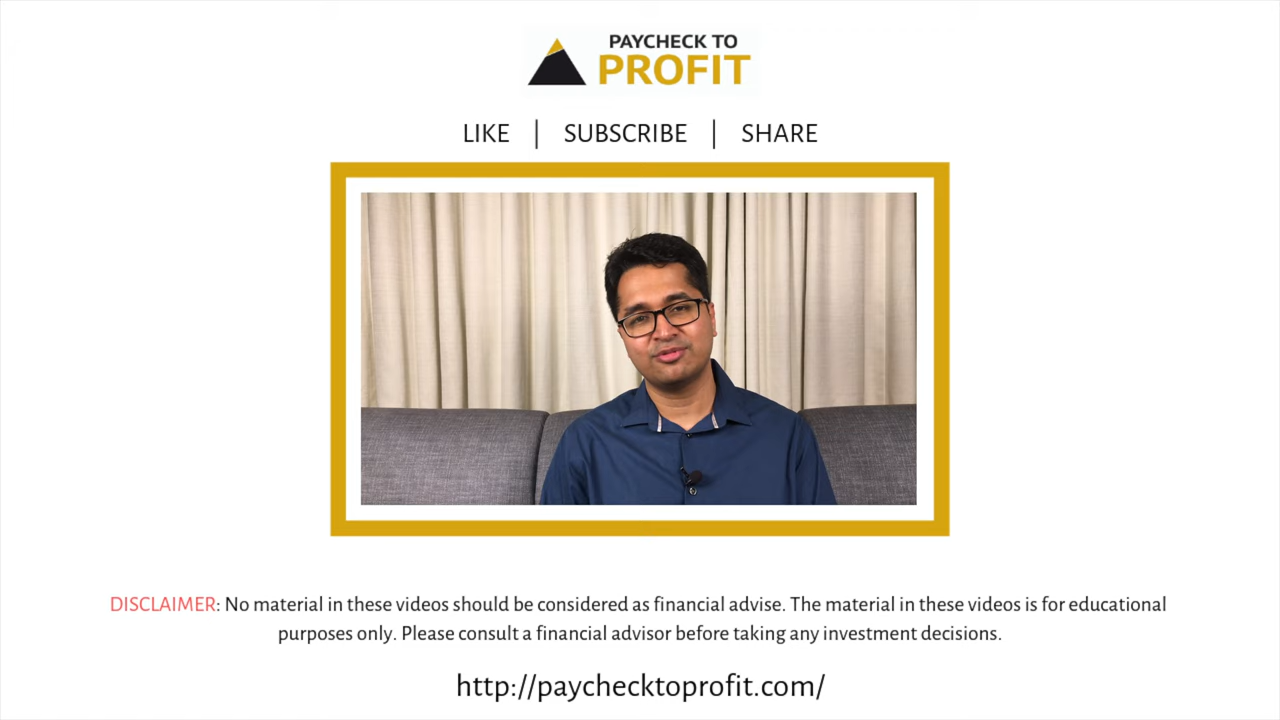 PAYCHECK TO
PROFIT
LIKE | SUBSCRIBE | SHARE
DISCLAIMER: No material in these videos should be considered as financial advise. The material in these videos is for educational
purposes only. Please consult a financial advisor before taking any investment decisions.
http://paychecktoprofit.com/